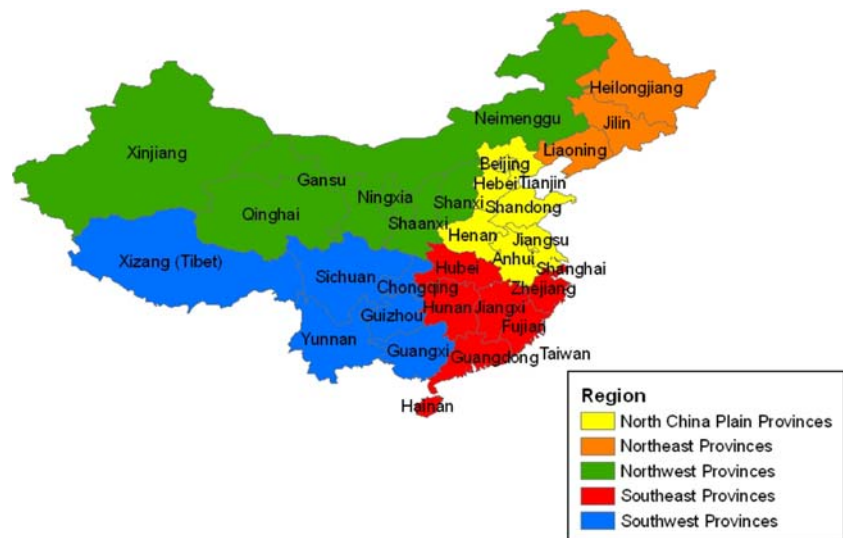 Heilongjiang
Jilin
Liaoning
Neimenggu
Xinjiang
Gansu
Ningxia
Qinghai
Shaanxi
Shanxi
Beijing
Hebei
Tianjin
Shandong
Henan
Jiangsu
Anhui
Shanghai
Xizang (Tibet)
Sichuan
Chongqing
Hubei
Zhejiang
Hunan
Jiangxi
Guizhou
Fujian
Yunnan
Guangxi
Guangdong
Taiwan
Hainan
Region
North China Plain Provinces
Northeast Provinces
Northwest Provinces
Southeast Provinces
Southwest Provinces